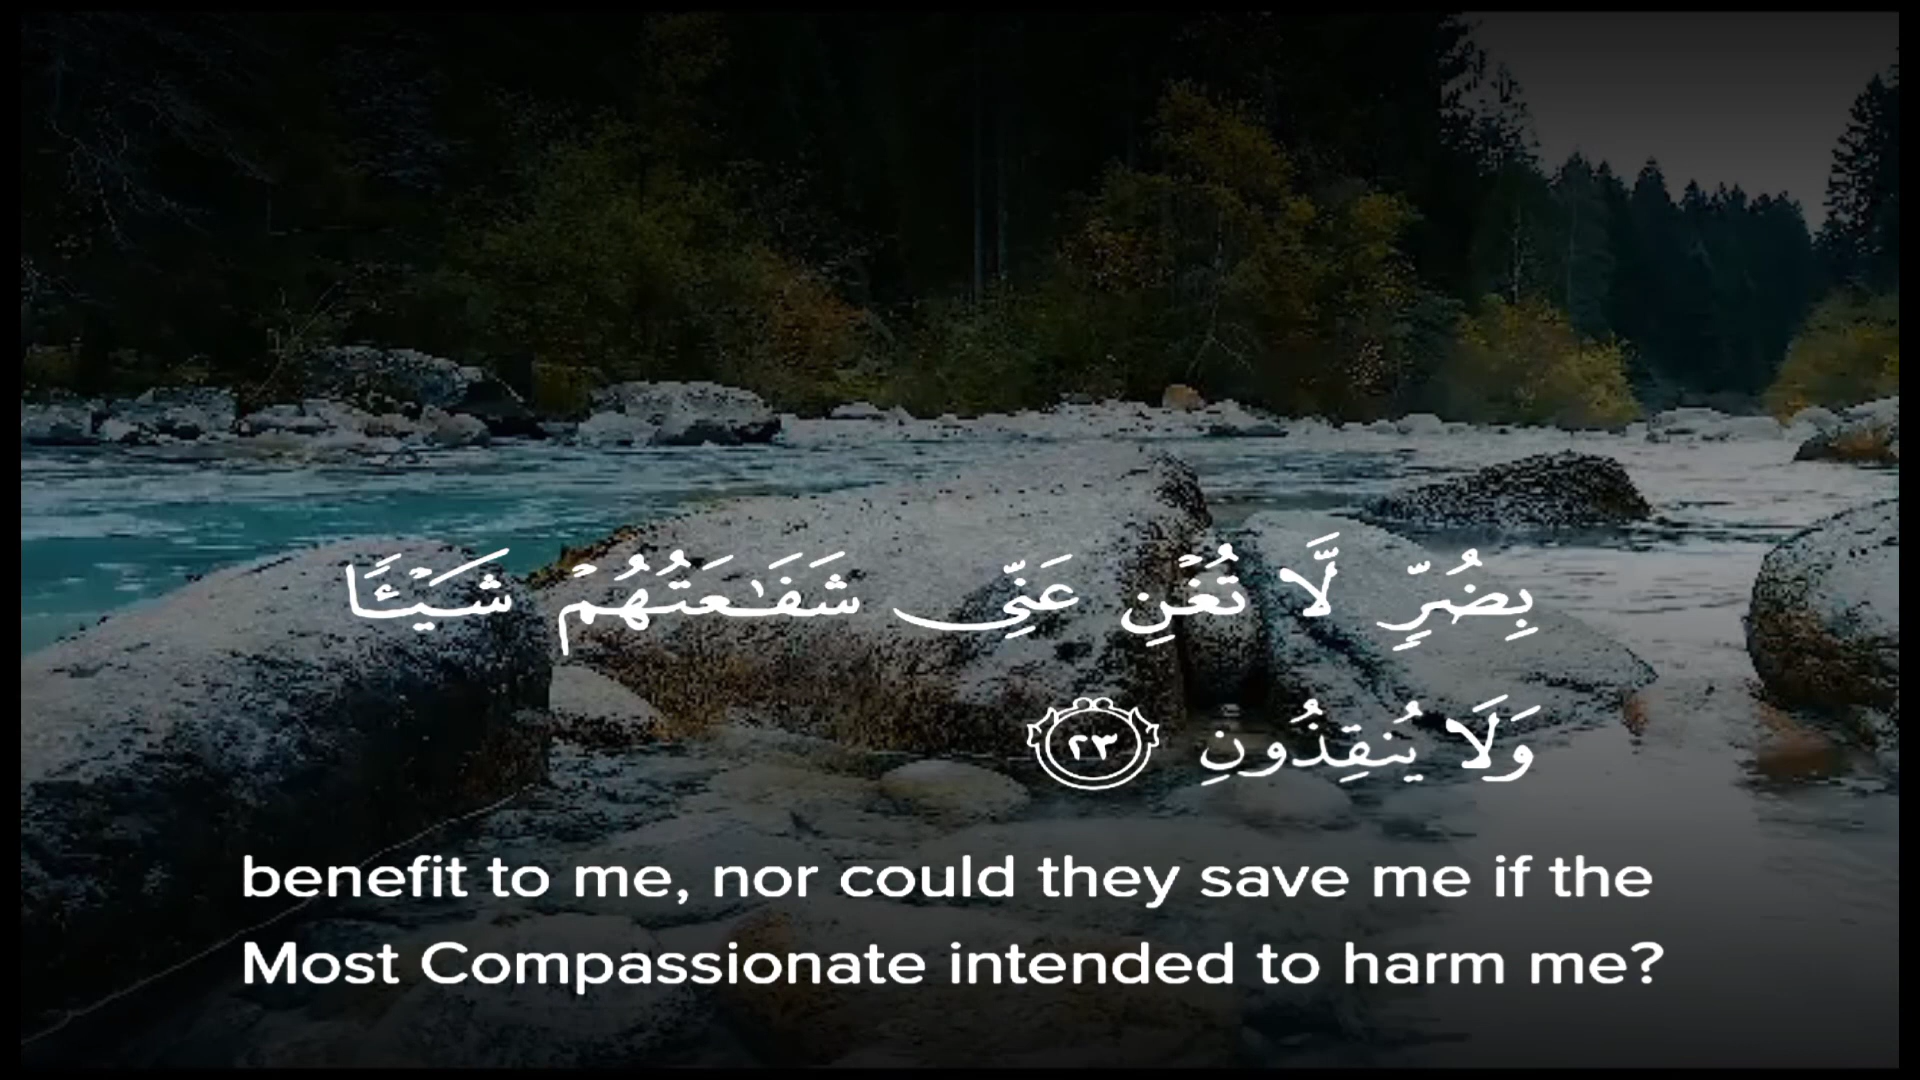 بِضُرٍّ لَّا تُغْنِ عَنِّى شَفَـٰعَتُهُمْ شَيْـًٔا
وَلَا يُنقِذُونِ ٢٣
benefit to me, nor could they save me if the
Most Compassionate intended to harm me?